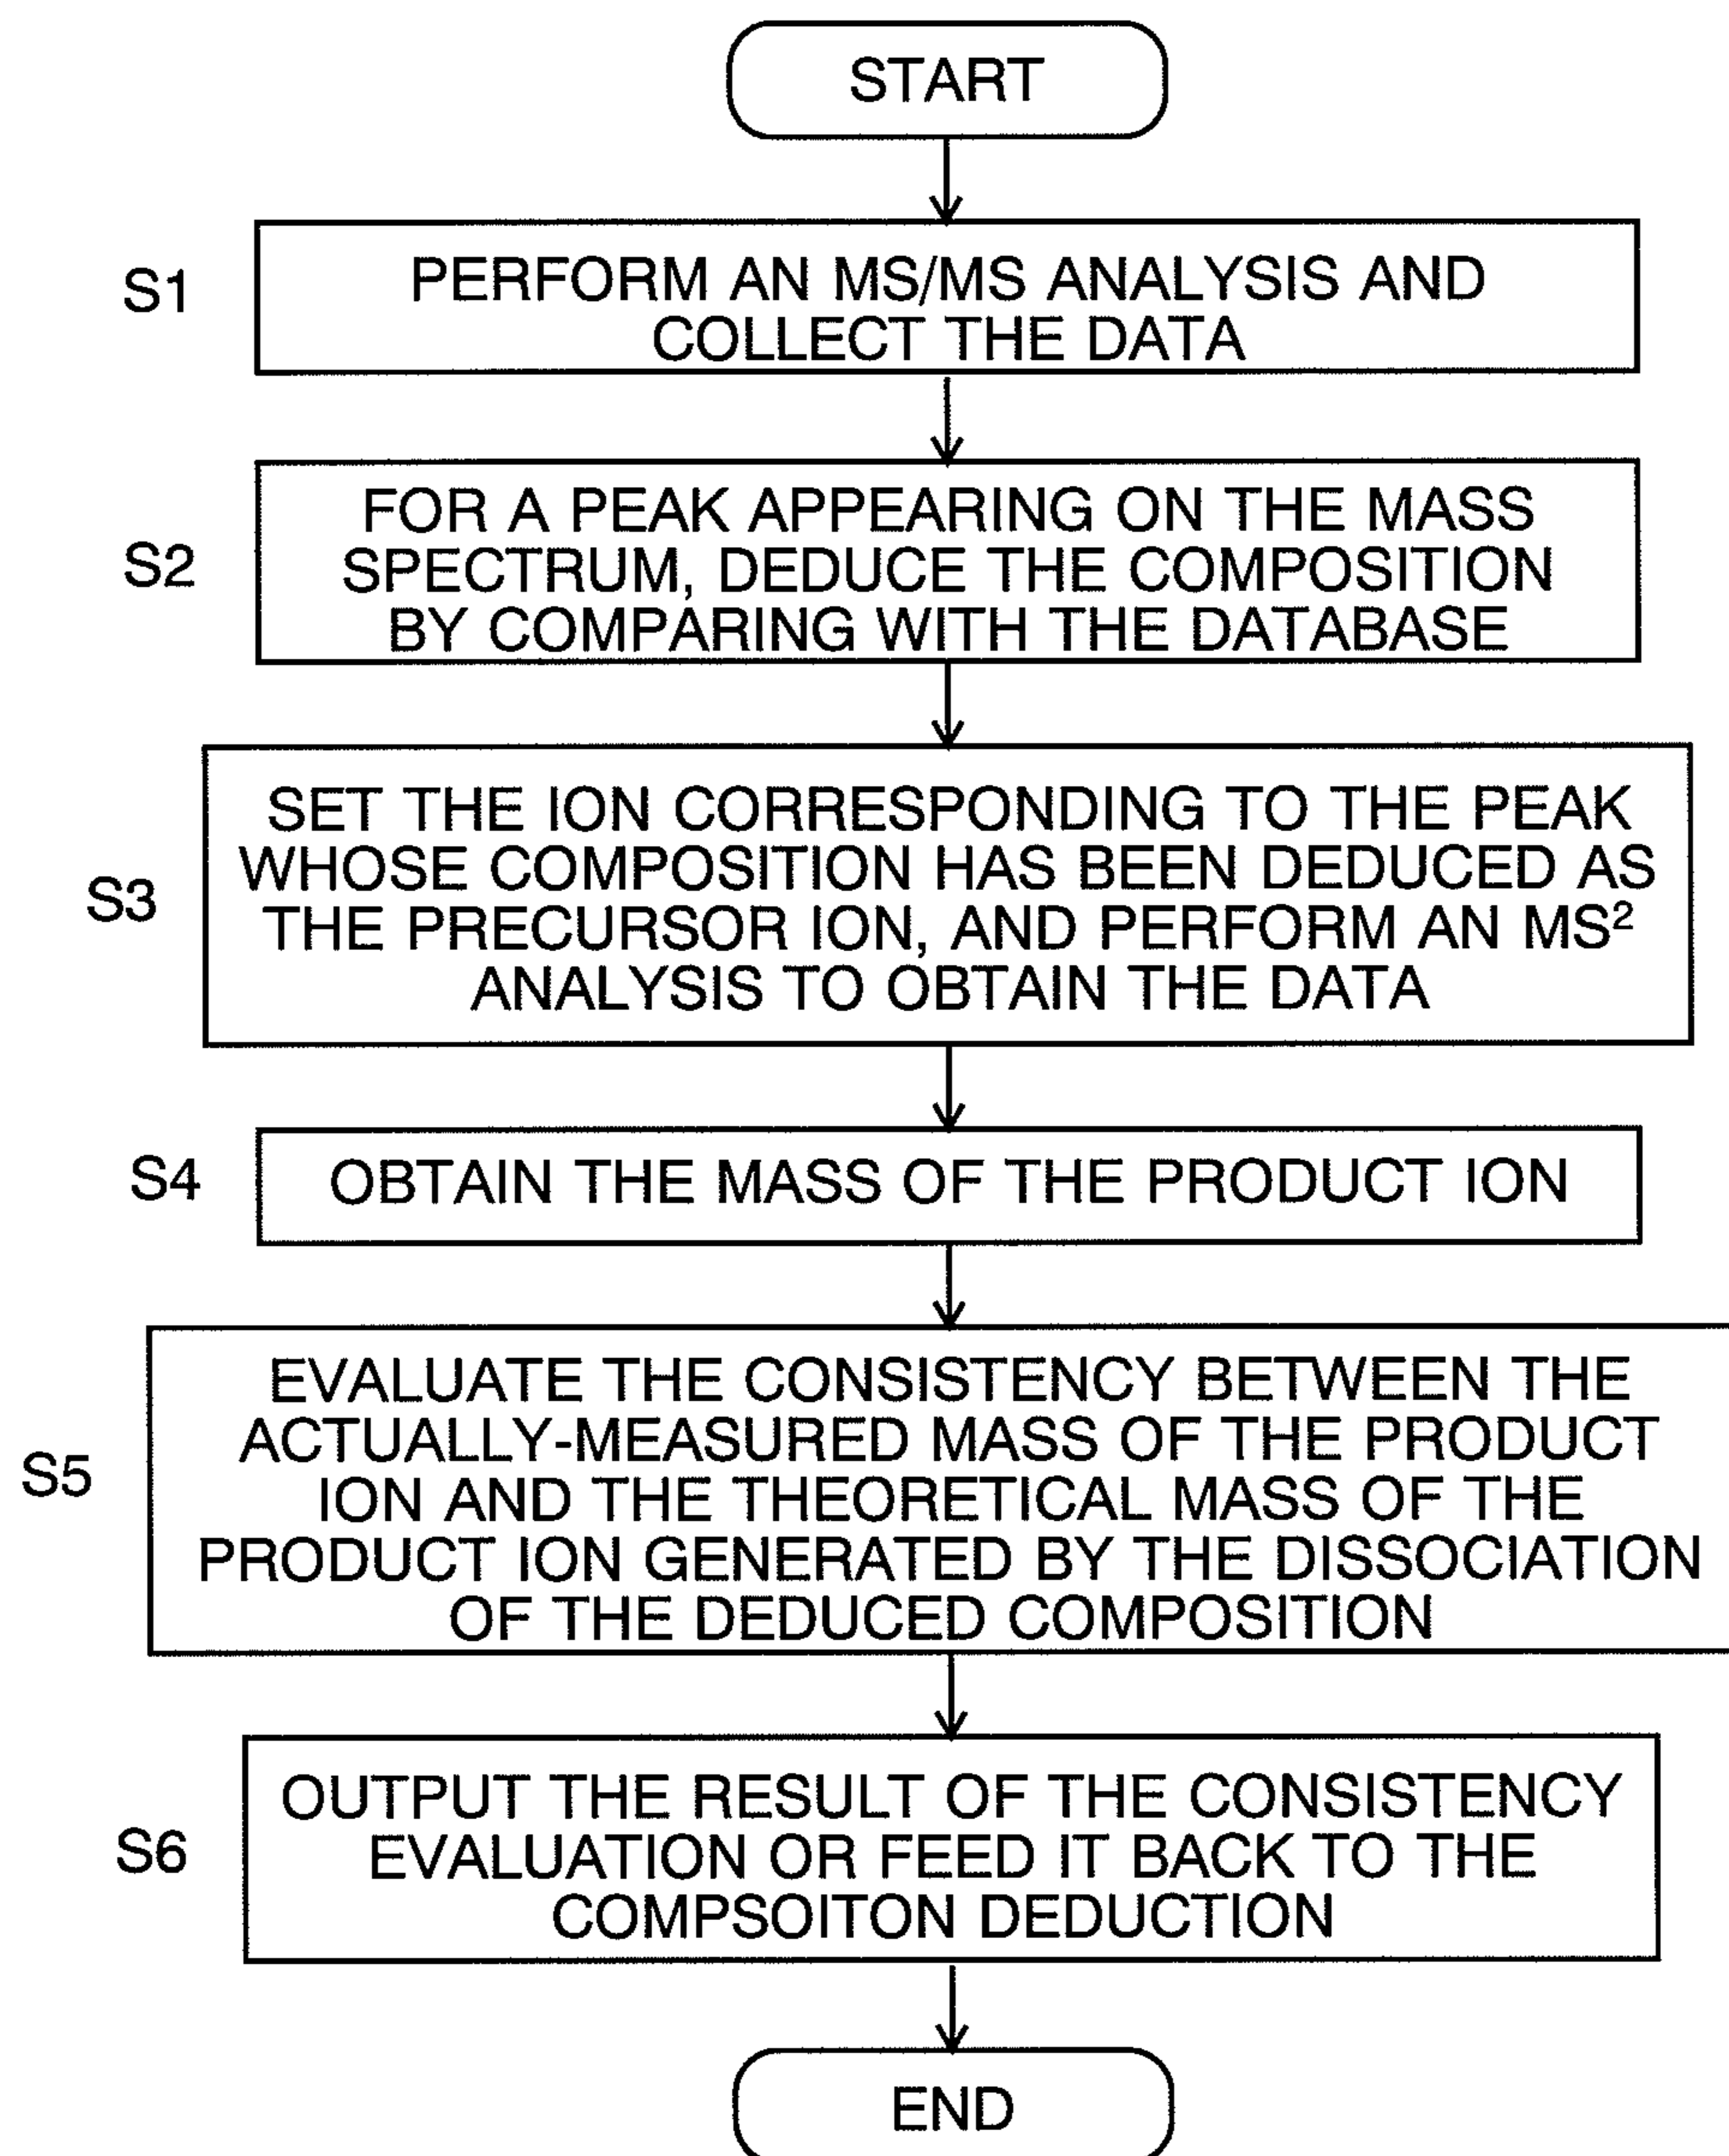 START
S1
PERFORM AN MS/MS ANALYSIS AND
COLLECT THE DATA
S2
FOR A PEAK APPEARING ON THE MASS
SPECTRUM, DEDUCE THE COMPOSITION
BY COMPARING WITH THE DATABASE
S3
SET THE ION CORRESPONDING TO THE PEAK
WHOSE COMPOSITION HAS BEEN DEDUCED AS
THE PRECURSOR ION, AND PERFORM AN MS²
ANALYSIS TO OBTAIN THE DATA
S4
OBTAIN THE MASS OF THE PRODUCT ION
S5
EVALUATE THE CONSISTENCY BETWEEN THE
ACTUALLY-MEASURED MASS OF THE PRODUCT
ION AND THE THEORETICAL MASS OF THE
PRODUCT ION GENERATED BY THE DISSOCIATION
OF THE DEDUCED COMPOSITION
S6
OUTPUT THE RESULT OF THE CONSISTENCY
EVALUATION OR FEED IT BACK TO THE
COMPSOITON DEDUCTION
END